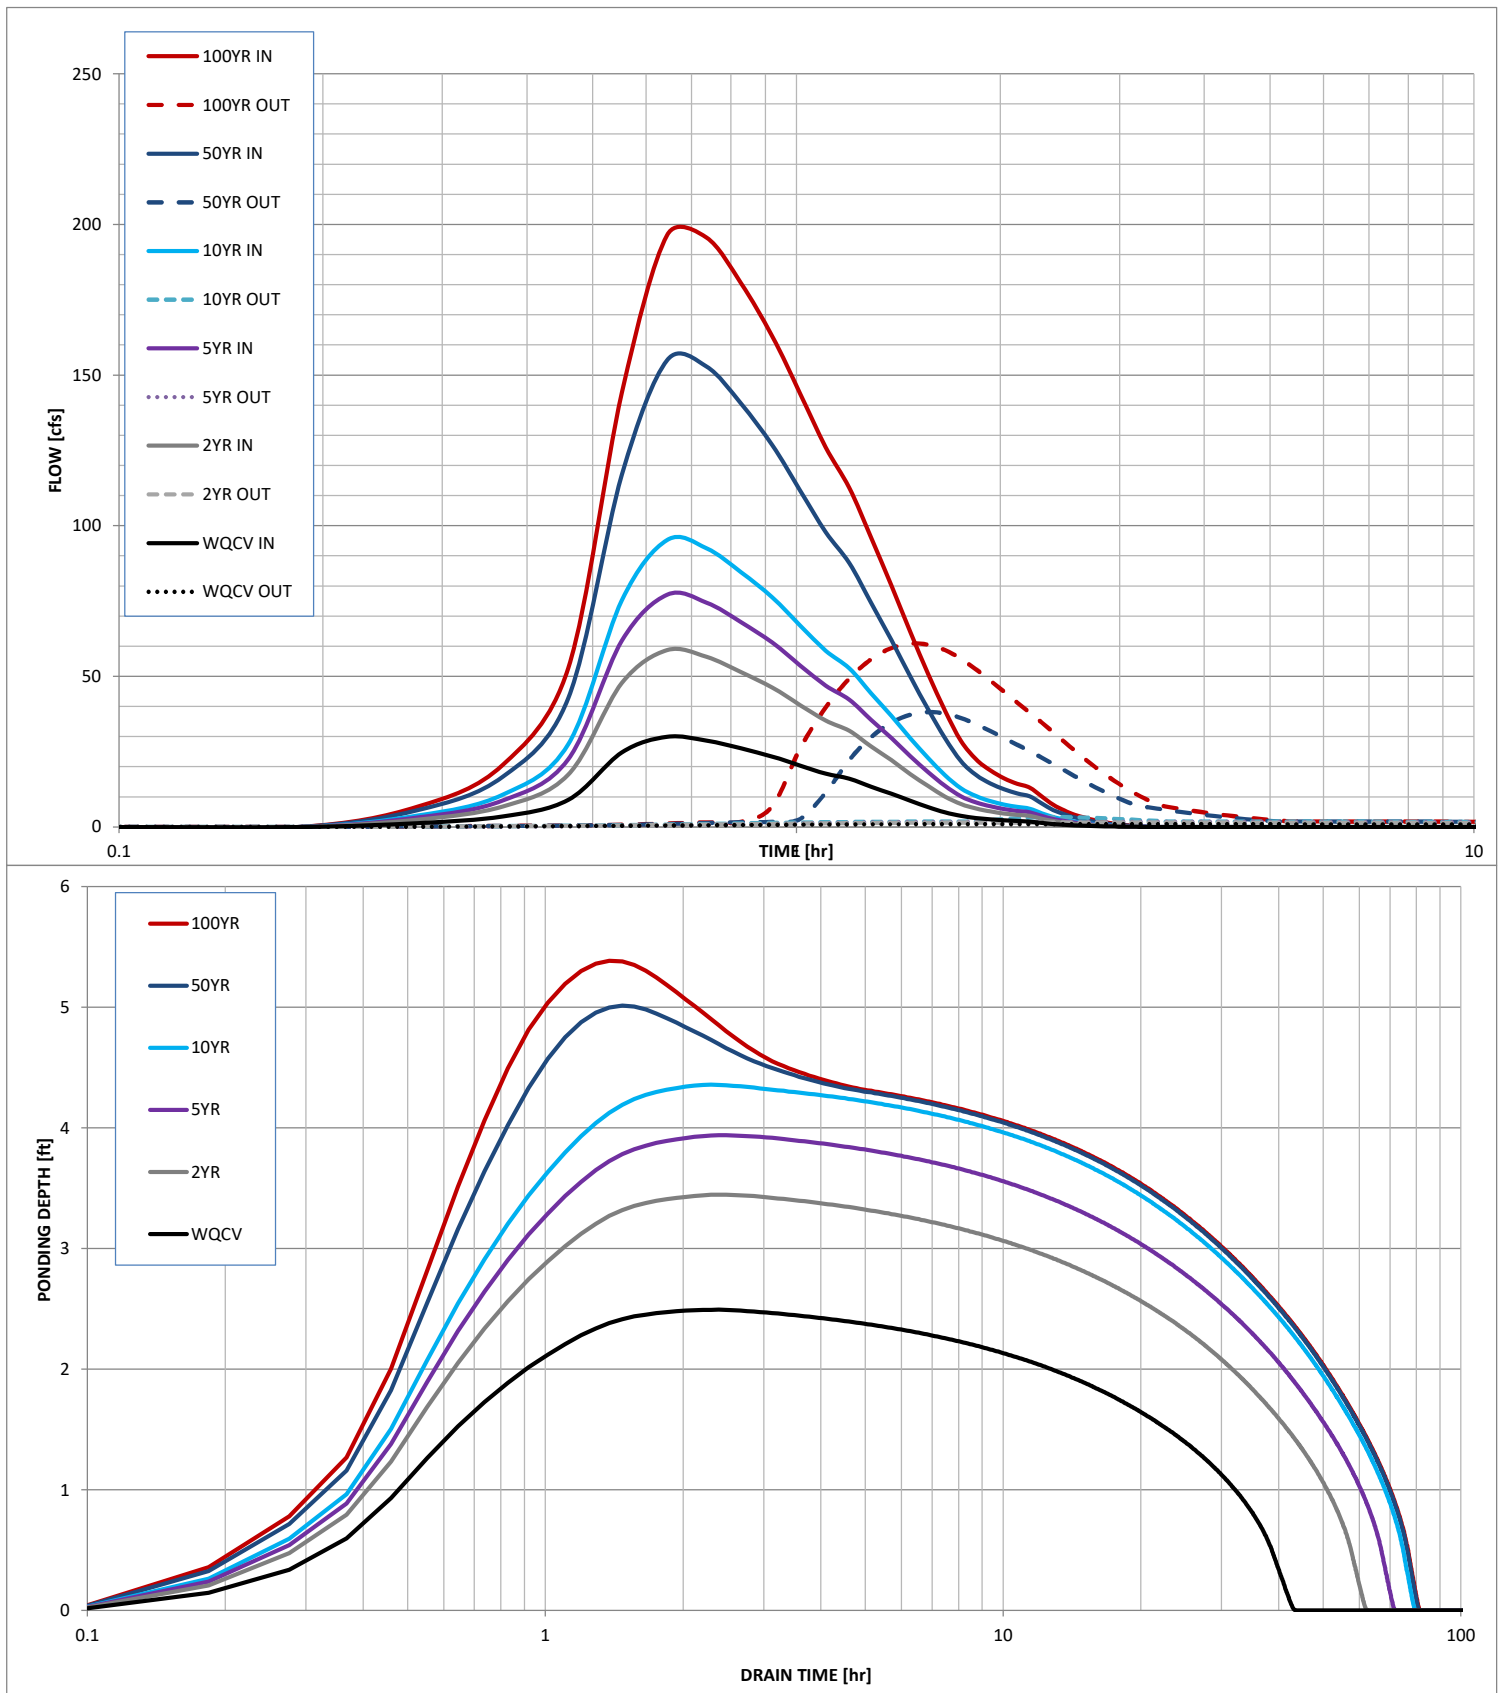 100YR IN
100YR OUT
50YR IN
50YR OUT
10YR IN
10YR OUT
5YR IN
5YR OUT
2YR IN
2YR OUT
WQCV IN
WQCV OUT
250
200
150
100
50
0
FLOW [cfs]
0.1
1
10
TIME [hr]
100YR
50YR
10YR
5YR
2YR
WQCV
6
5
4
3
2
1
0
PONDING DEPTH [ft]
0.1
1
10
100
DRAIN TIME [hr]